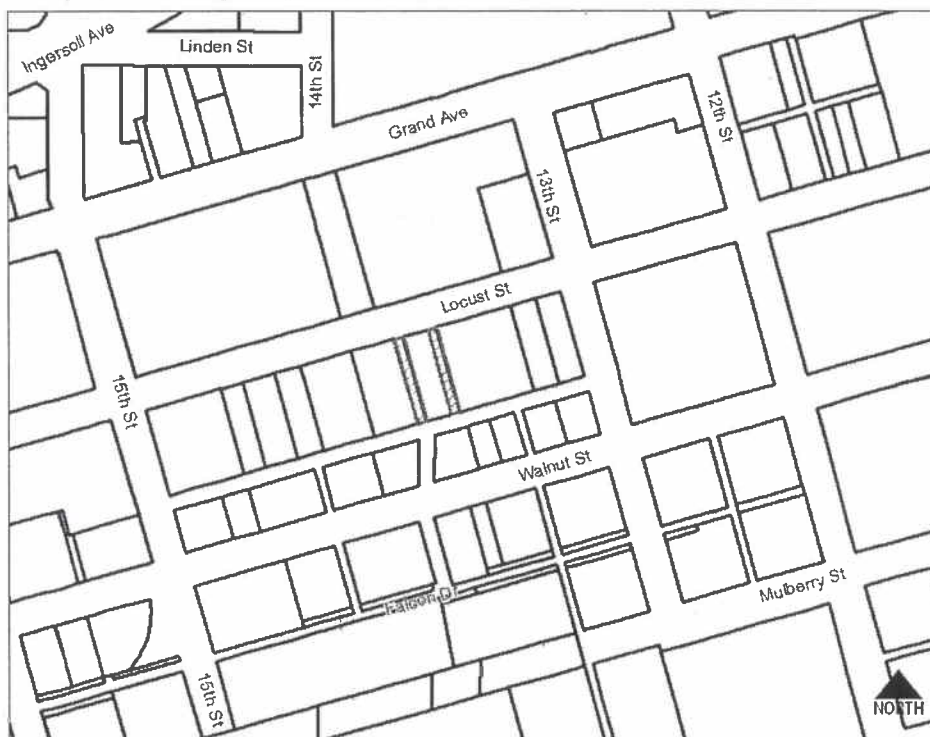 Ingersoll Ave
Linden St
14th St
Grand Ave
12th St
13th St
Locust St
15th St
Walnut St
Falcon Dr
Mulberry St
15th St
NORTH